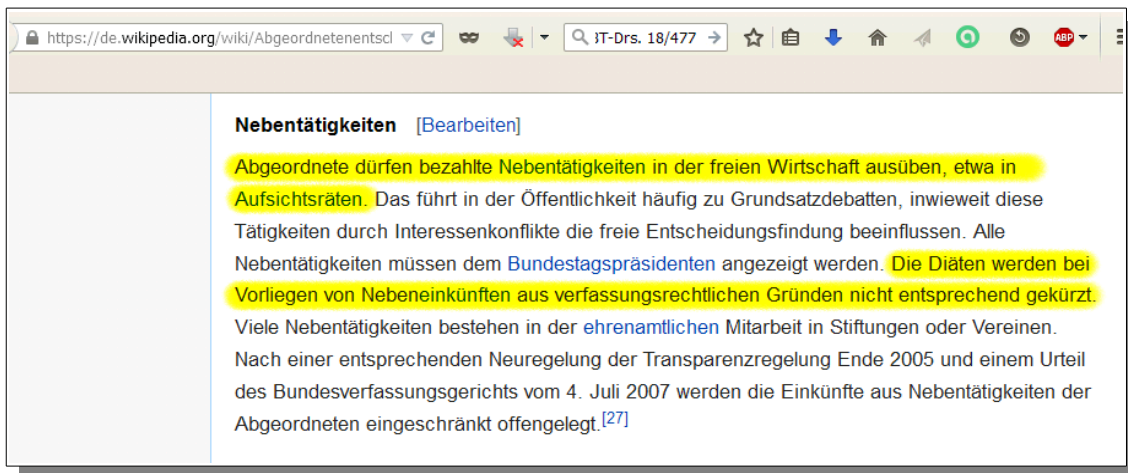 https://de.wikipedia.org/wiki/Abgeordnetenentscl
T-Drs. 18/477
ABP
Nebentätigkeiten [Bearbeiten]
Abgeordnete dürfen bezahlte Nebentätigkeiten in der freien Wirtschaft ausüben, etwa in
Aufsichtsräten. Das führt in der Öffentlichkeit häufig zu Grundsatzdebatten, inwieweit diese
Tätigkeiten durch Interessenkonflikte die freie Entscheidungsfindung beeinflussen. Alle
Nebentätigkeiten müssen dem Bundestagspräsidenten angezeigt werden. Die Diäten werden bei
Vorliegen von Nebeneinkünften aus verfassungsrechtlichen Gründen nicht entsprechend gekürzt.
Viele Nebentätigkeiten bestehen in der ehrenamtlichen Mitarbeit in Stiftungen oder Vereinen.
Nach einer entsprechenden Neuregelung der Transparenzregelung Ende 2005 und einem Urteil
des Bundesverfassungsgerichts vom 4. Juli 2007 werden die Einkünfte aus Nebentätigkeiten der
Abgeordneten eingeschränkt offengelegt.[27]